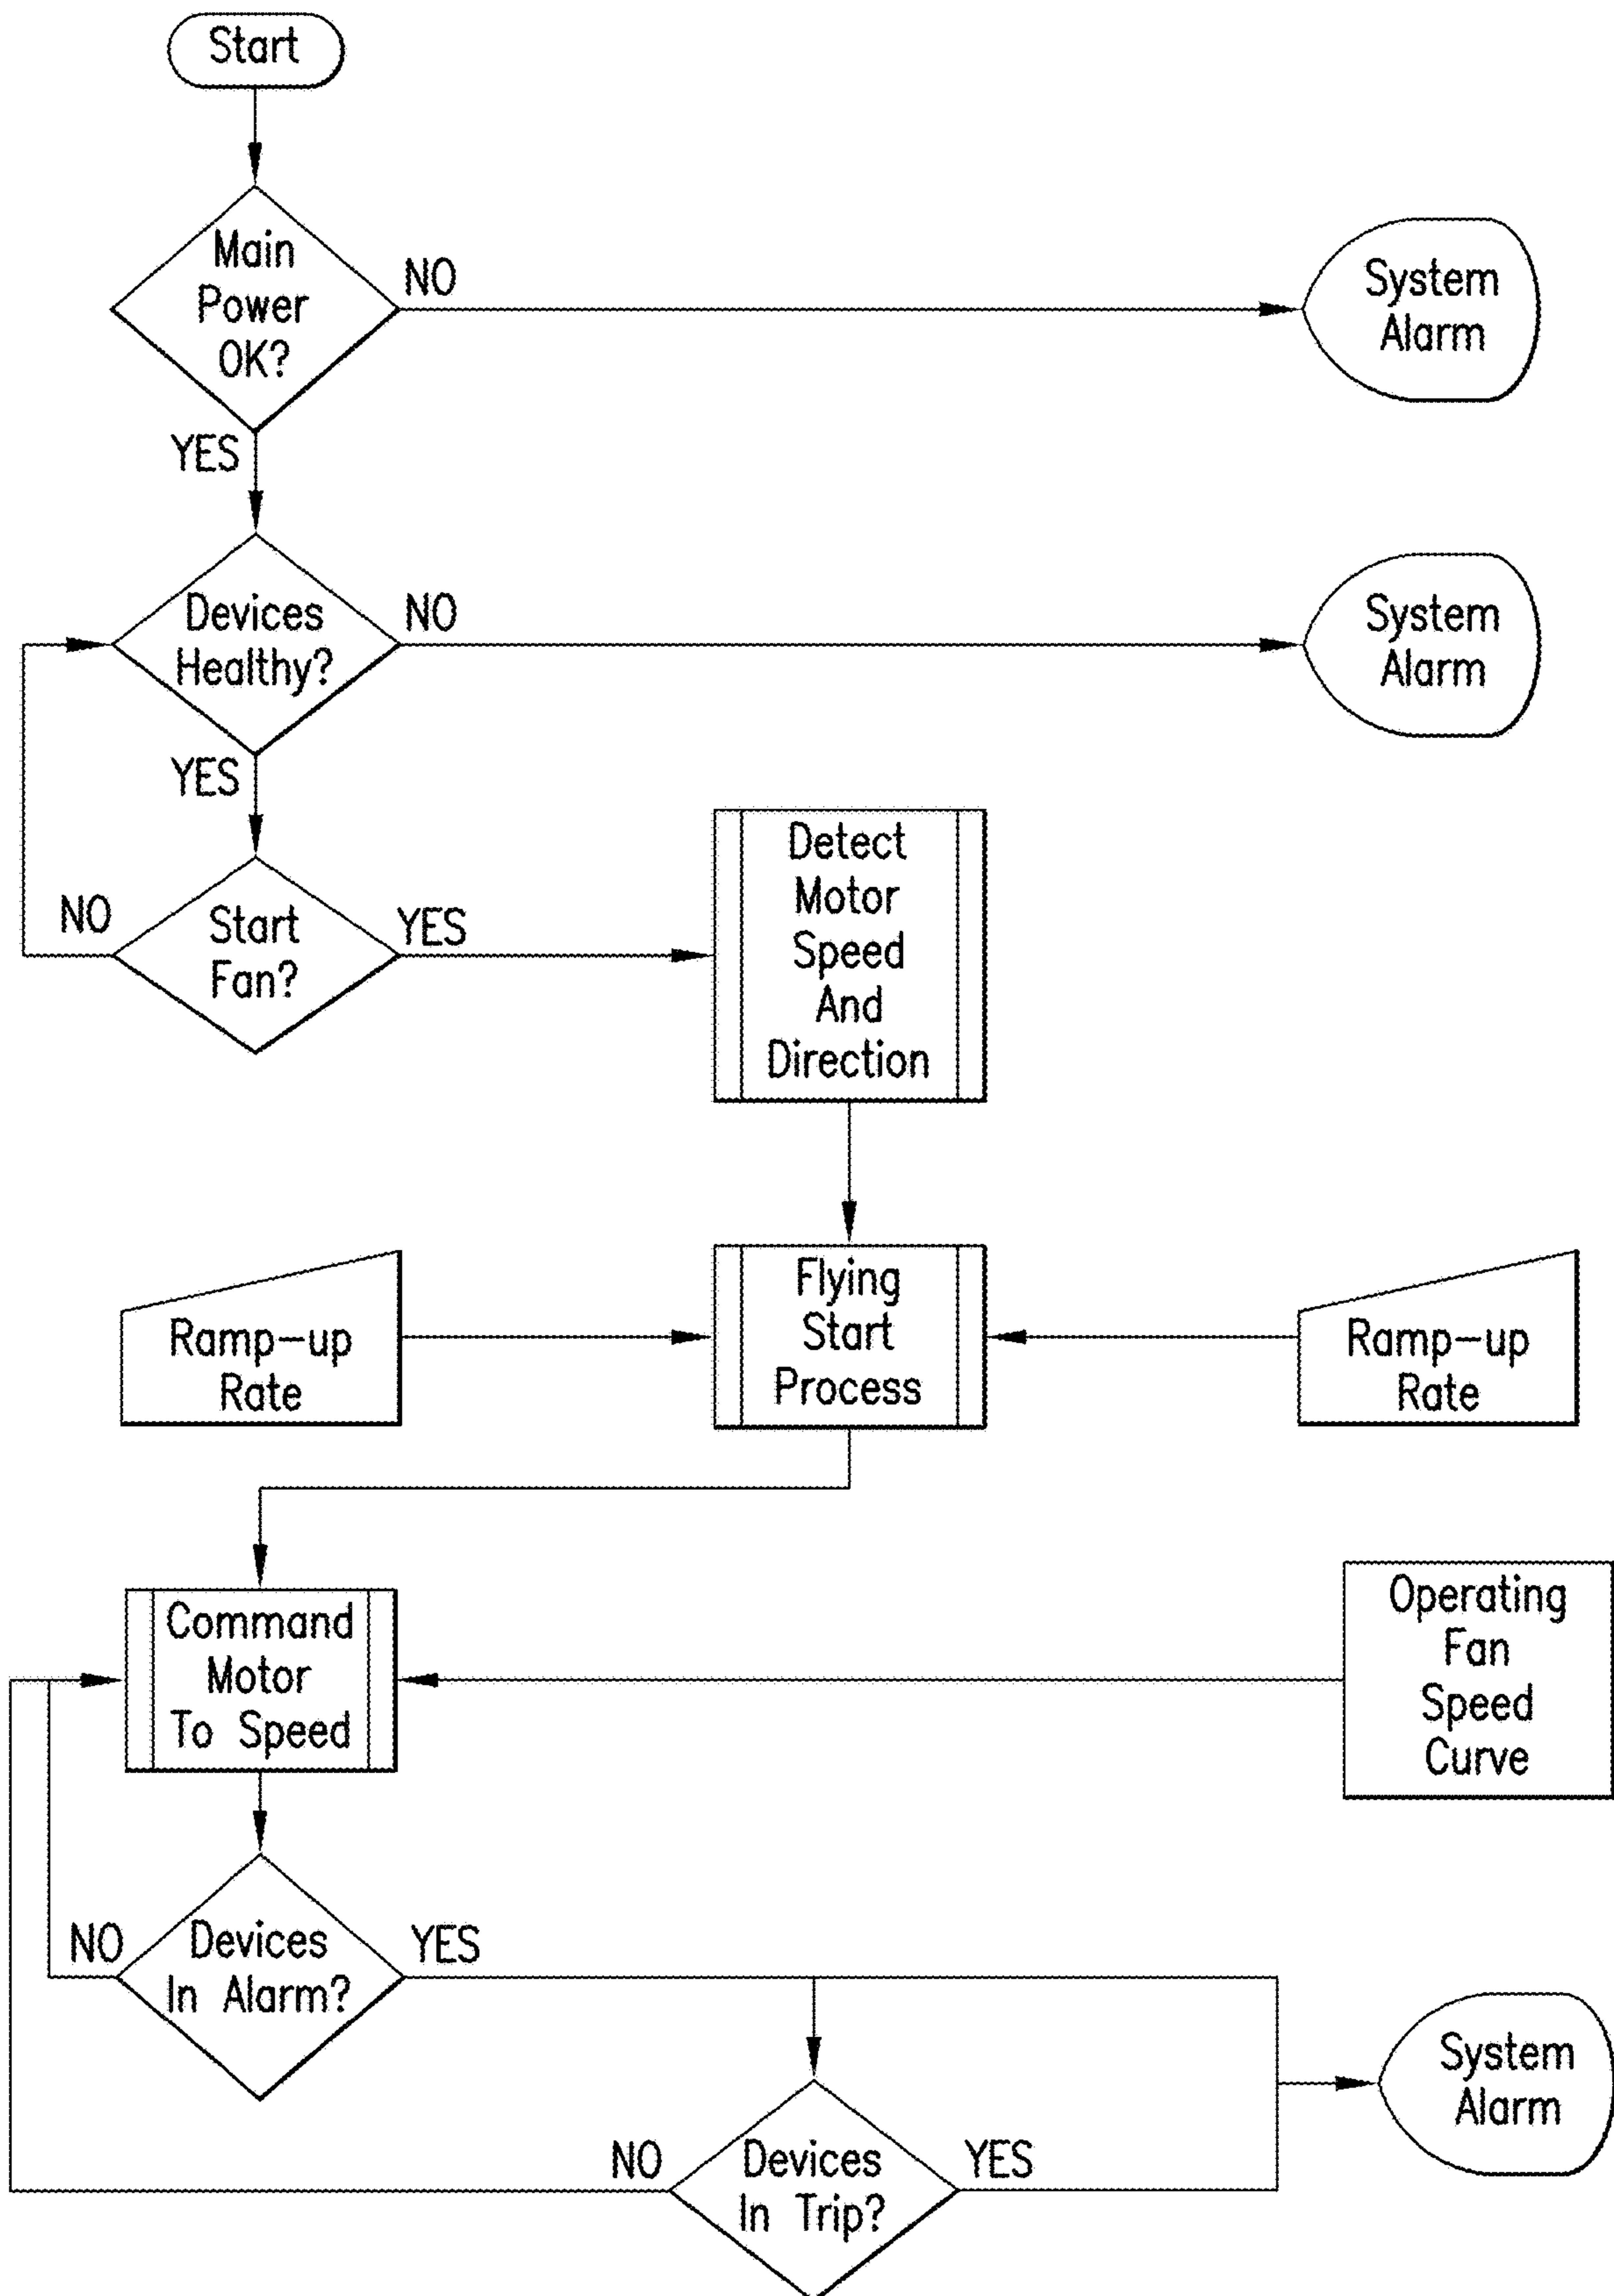 Start
Main
Power
OK?
NO
System
Alarm
YES
Devices
Healthy?
NO
System
Alarm
YES
Start
Fan?
NO
YES
Detect
Motor
Speed
And
Direction
Ramp-up
Rate
Flying
Start
Process
Ramp-up
Rate
Command
Motor
To Speed
Operating
Fan
Speed
Curve
NO
Devices
In Alarm?
YES
System
Alarm
NO
Devices
In Trip?
YES